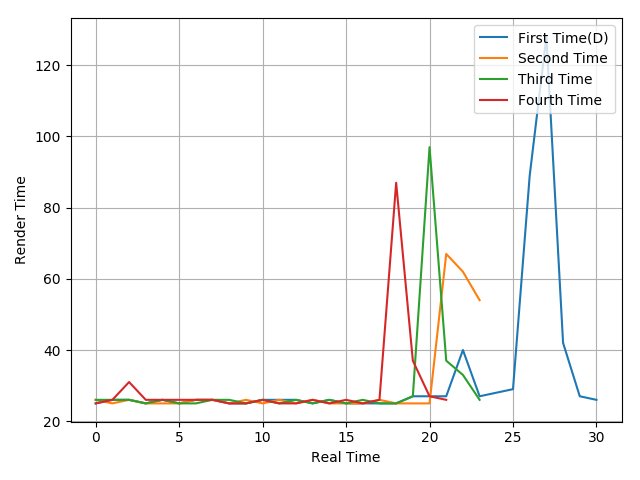 First Time(D)
Second Time
Third Time
Fourth Time
120
100
80
60
40
20
Render Time
0 5 10 15 20 25 30
Real Time